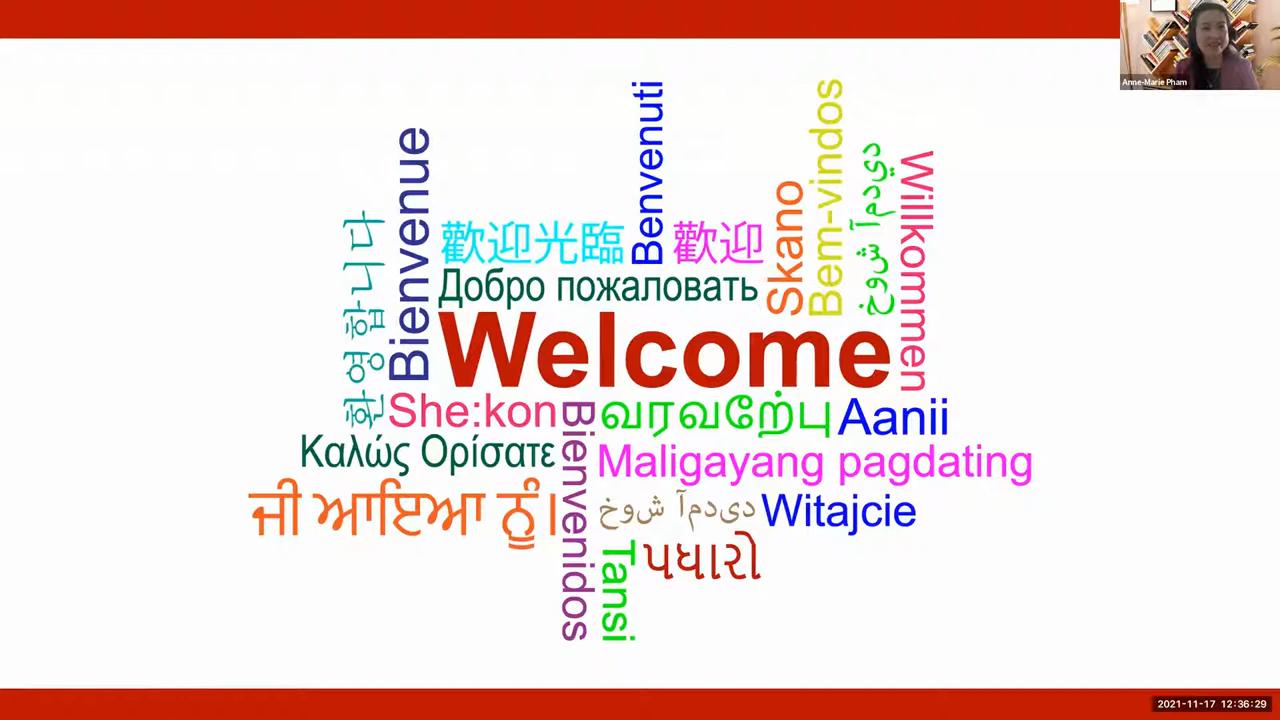 Anne-Marie Pham
Benvenuti
Bem-vindos
Bienvenue
خوش آمدید
Willkommen
Skano
환영합니다
歡迎光臨
歡迎
Добро пожаловать
Welcome
She:kon
வரவேற்பு
Aanii
Καλώς Ορίσατε
Bienvenidos
Maligayang pagdating
ਜੀ ਆਇਆ ਨੂੰ।
خوش آمدید
Witajcie
Tansi
પધારો
2021-11-17 12:36:29